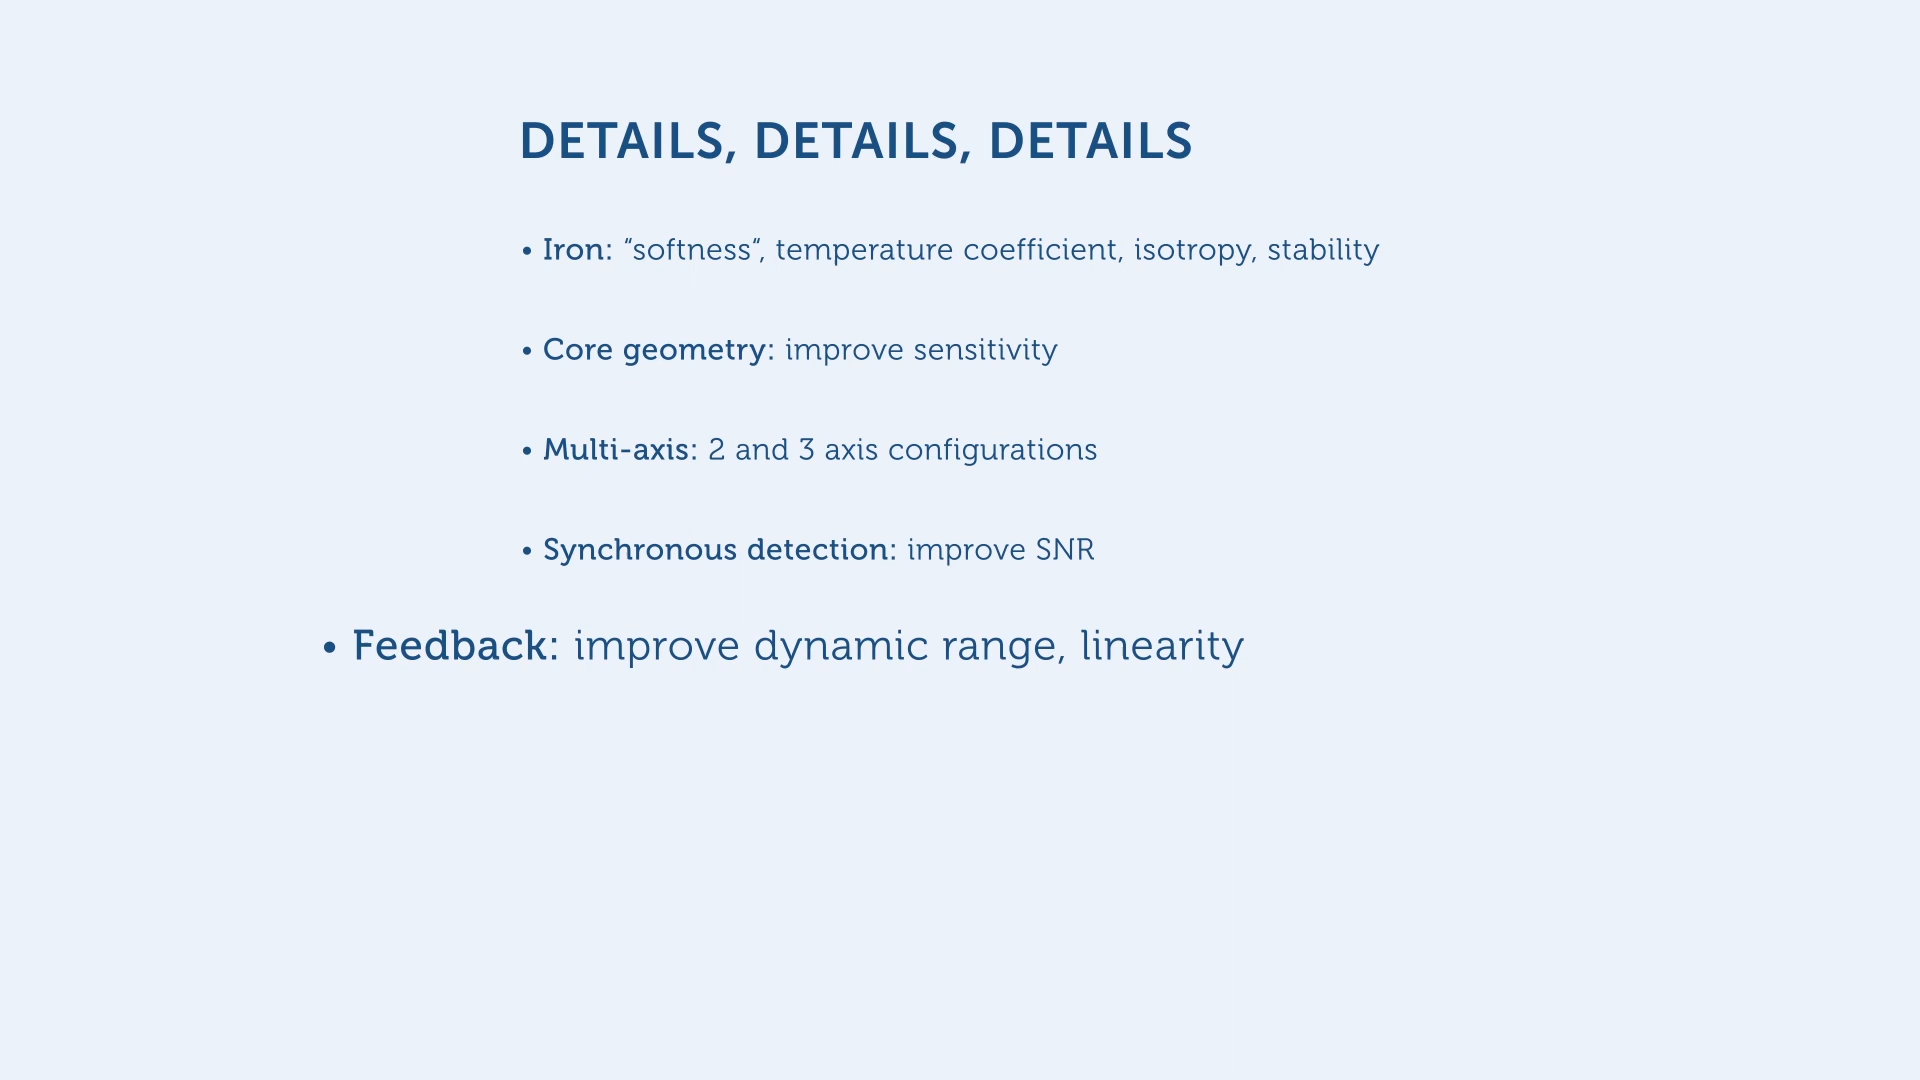 DETAILS, DETAILS, DETAILS
• Iron: “softness“, temperature coefficient, isotropy, stability
• Core geometry: improve sensitivity
• Multi-axis: 2 and 3 axis configurations
• Synchronous detection: improve SNR
• Feedback: improve dynamic range, linearity